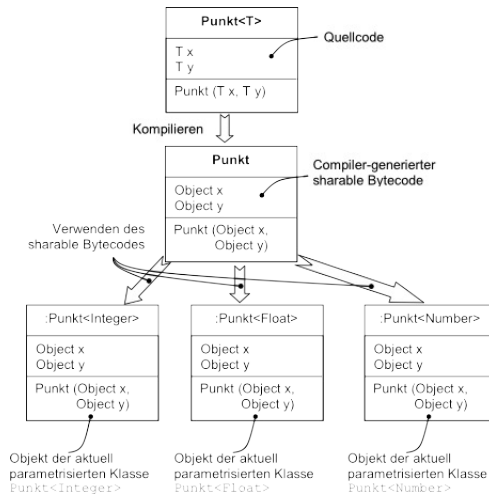 Punkt<T>
T x
T y
Punkt (T x, T y)
Quellcode
Kompilieren
Punkt
Object x
Object y
Punkt (Object x,
Object y)
Compiler-generierter
sharable Bytecode
Verwenden des
sharable Bytecodes
:Punkt<Integer>
Object x
Object y
Punkt (Object x,
Object y)
Objekt der aktuell
parametrisierten Klasse
Punkt<Integer>
:Punkt<Float>
Object x
Object y
Punkt (Object x,
Object y)
Objekt der aktuell
parametrisierten Klasse
Punkt<Float>
:Punkt<Number>
Object x
Object y
Punkt (Object x,
Object y)
Objekt der aktuell
parametrisierten Klasse
Punkt<Number>